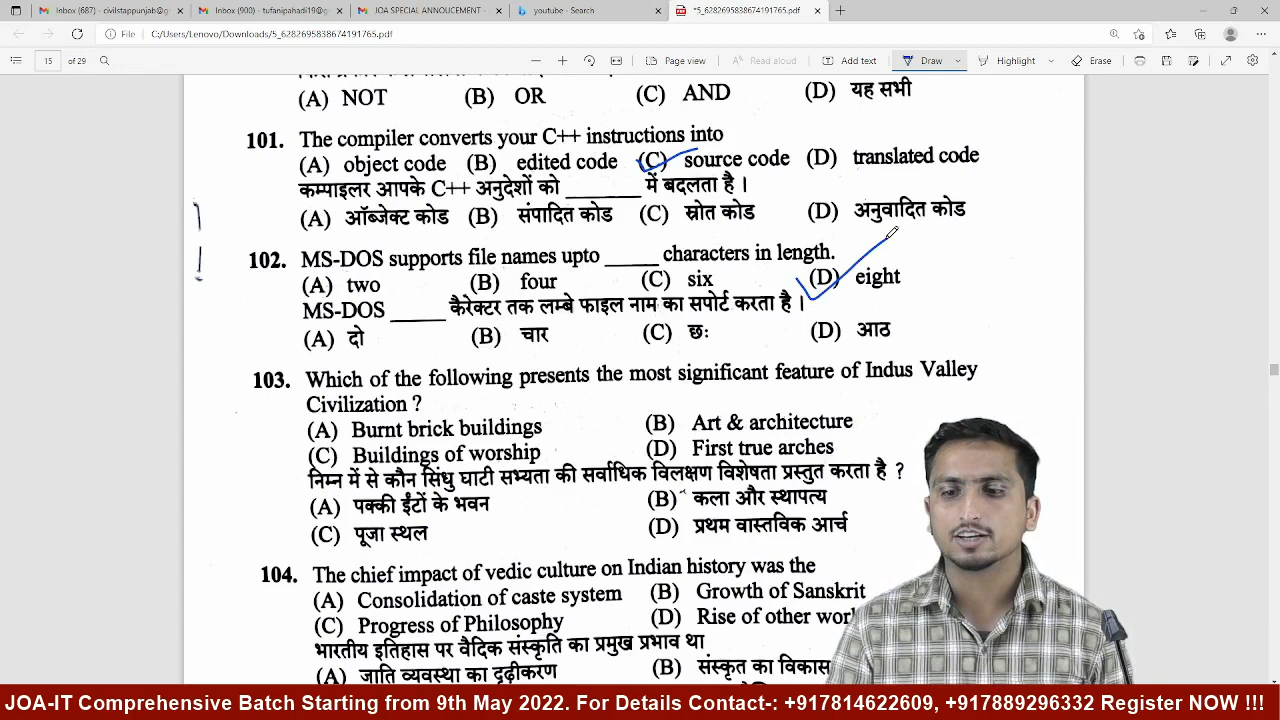 Inbox (687) - civilstappunjab@g
Inbox (900) - tufanipahadi19@g
JOA SPECIAL ANNOUCEMENT -
youtube - Search
*5_6282695838674191765.pdf
File C:/Users/Lenovo/Downloads/5_6282695838674191765.pdf
15 of 29 Page view Read aloud Add text Draw Highlight Erase
(A) NOT (B) OR (C) AND (D) यह सभी
101. The compiler converts your C++ instructions into
(A) object code (B) edited code (C) source code (D) translated code
कम्पाइलर आपके C++ अनुदेशों को ______ में बदलता है ।
(A) ऑब्जेक्ट कोड (B) संपादित कोड (C) स्रोत कोड (D) अनुवादित कोड
102. MS-DOS supports file names upto _____ characters in length.
(A) two (B) four (C) six (D) eight
MS-DOS _____ कैरेक्टर तक लम्बे फाइल नाम का सपोर्ट करता है ।
(A) दो (B) चार (C) छः (D) आठ
103. Which of the following presents the most significant feature of Indus Valley
Civilization ?
(A) Burnt brick buildings (B) Art & architecture
(C) Buildings of worship (D) First true arches
निम्न में से कौन सिंधु घाटी सभ्यता की सर्वाधिक विलक्षण विशेषता प्रस्तुत करता है ?
(A) पक्की ईंटों के भवन (B) कला और स्थापत्य
(C) पूजा स्थल (D) प्रथम वास्तविक आर्च
104. The chief impact of vedic culture on Indian history was the
(A) Consolidation of caste system (B) Growth of Sanskrit
(C) Progress of Philosophy (D) Rise of other
भारतीय इतिहास पर वैदिक संस्कृति का प्रमुख प्रभाव था
(A) जाति व्यवस्था का दृढ़ीकरण (B) संस्कृत का विकास
JOA-IT Comprehensive Batch Starting from 9th May 2022. For Details Contact-: +917814622609, +917889296332 Register NOW !!!